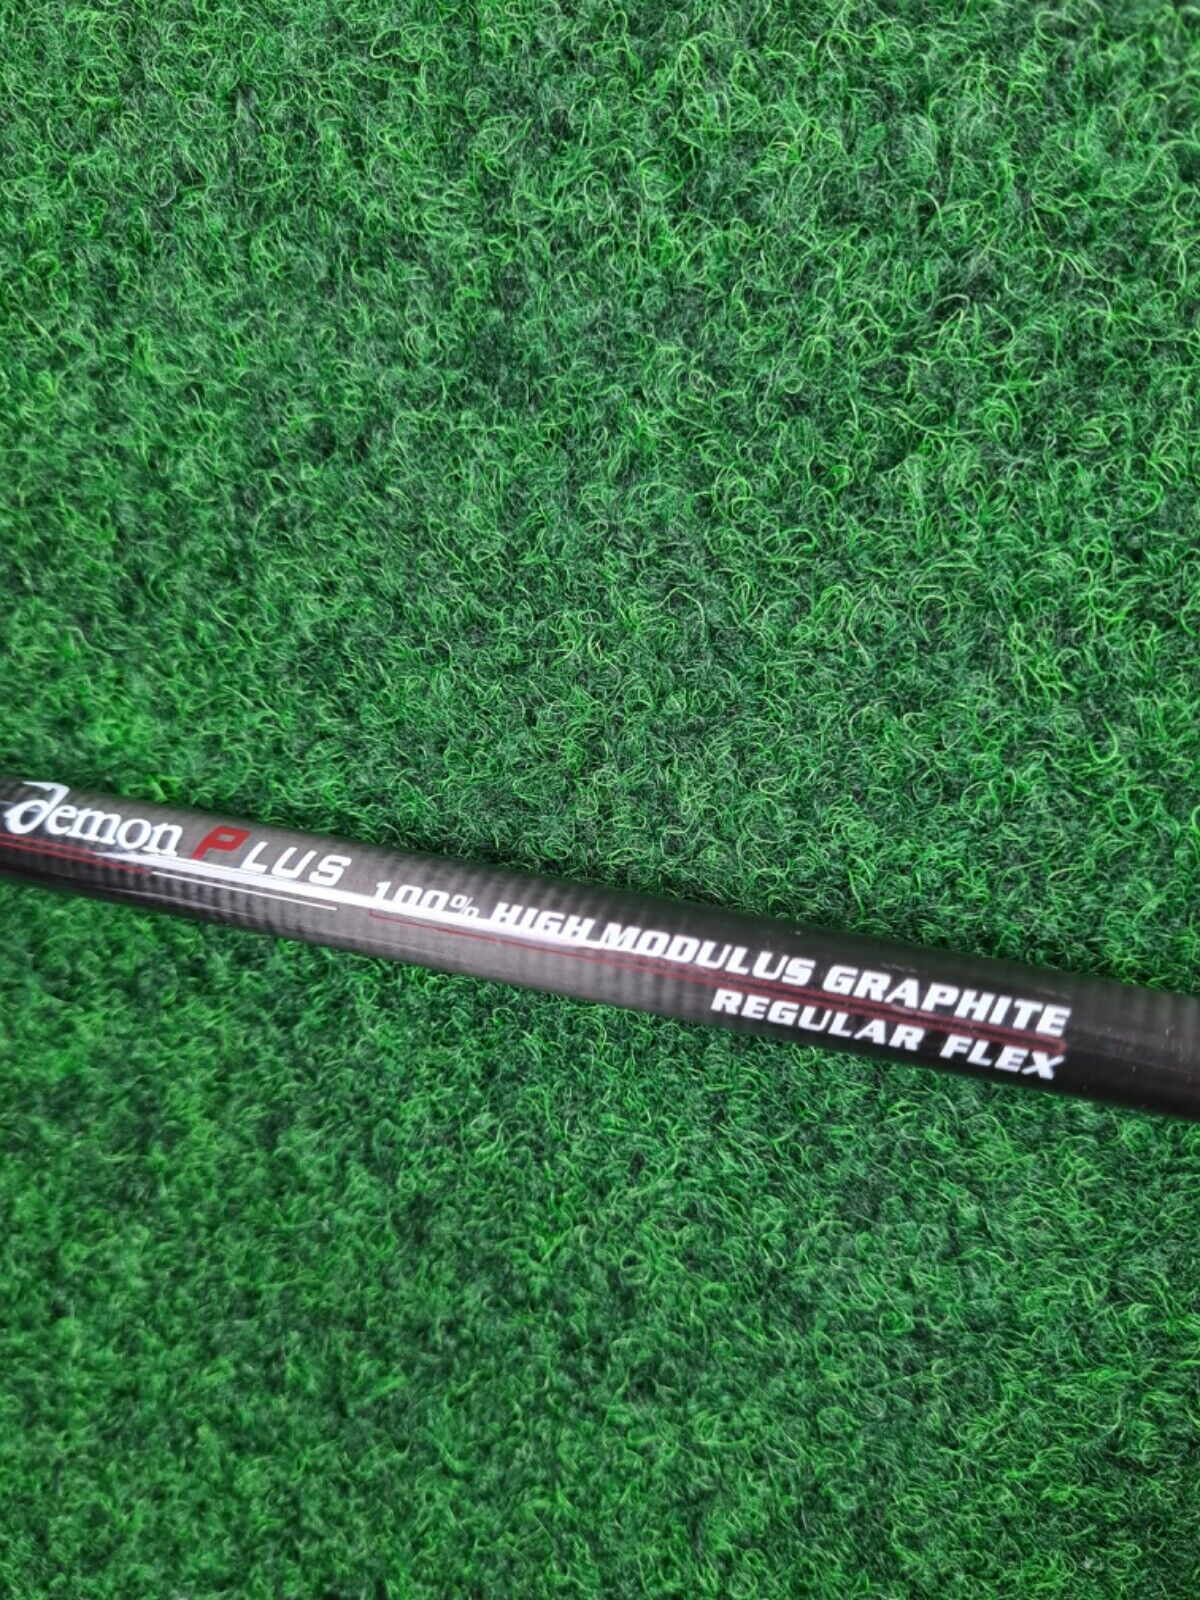 demon PLUS
100% HIGH MODULUS GRAPHITE
REGULAR FLEX